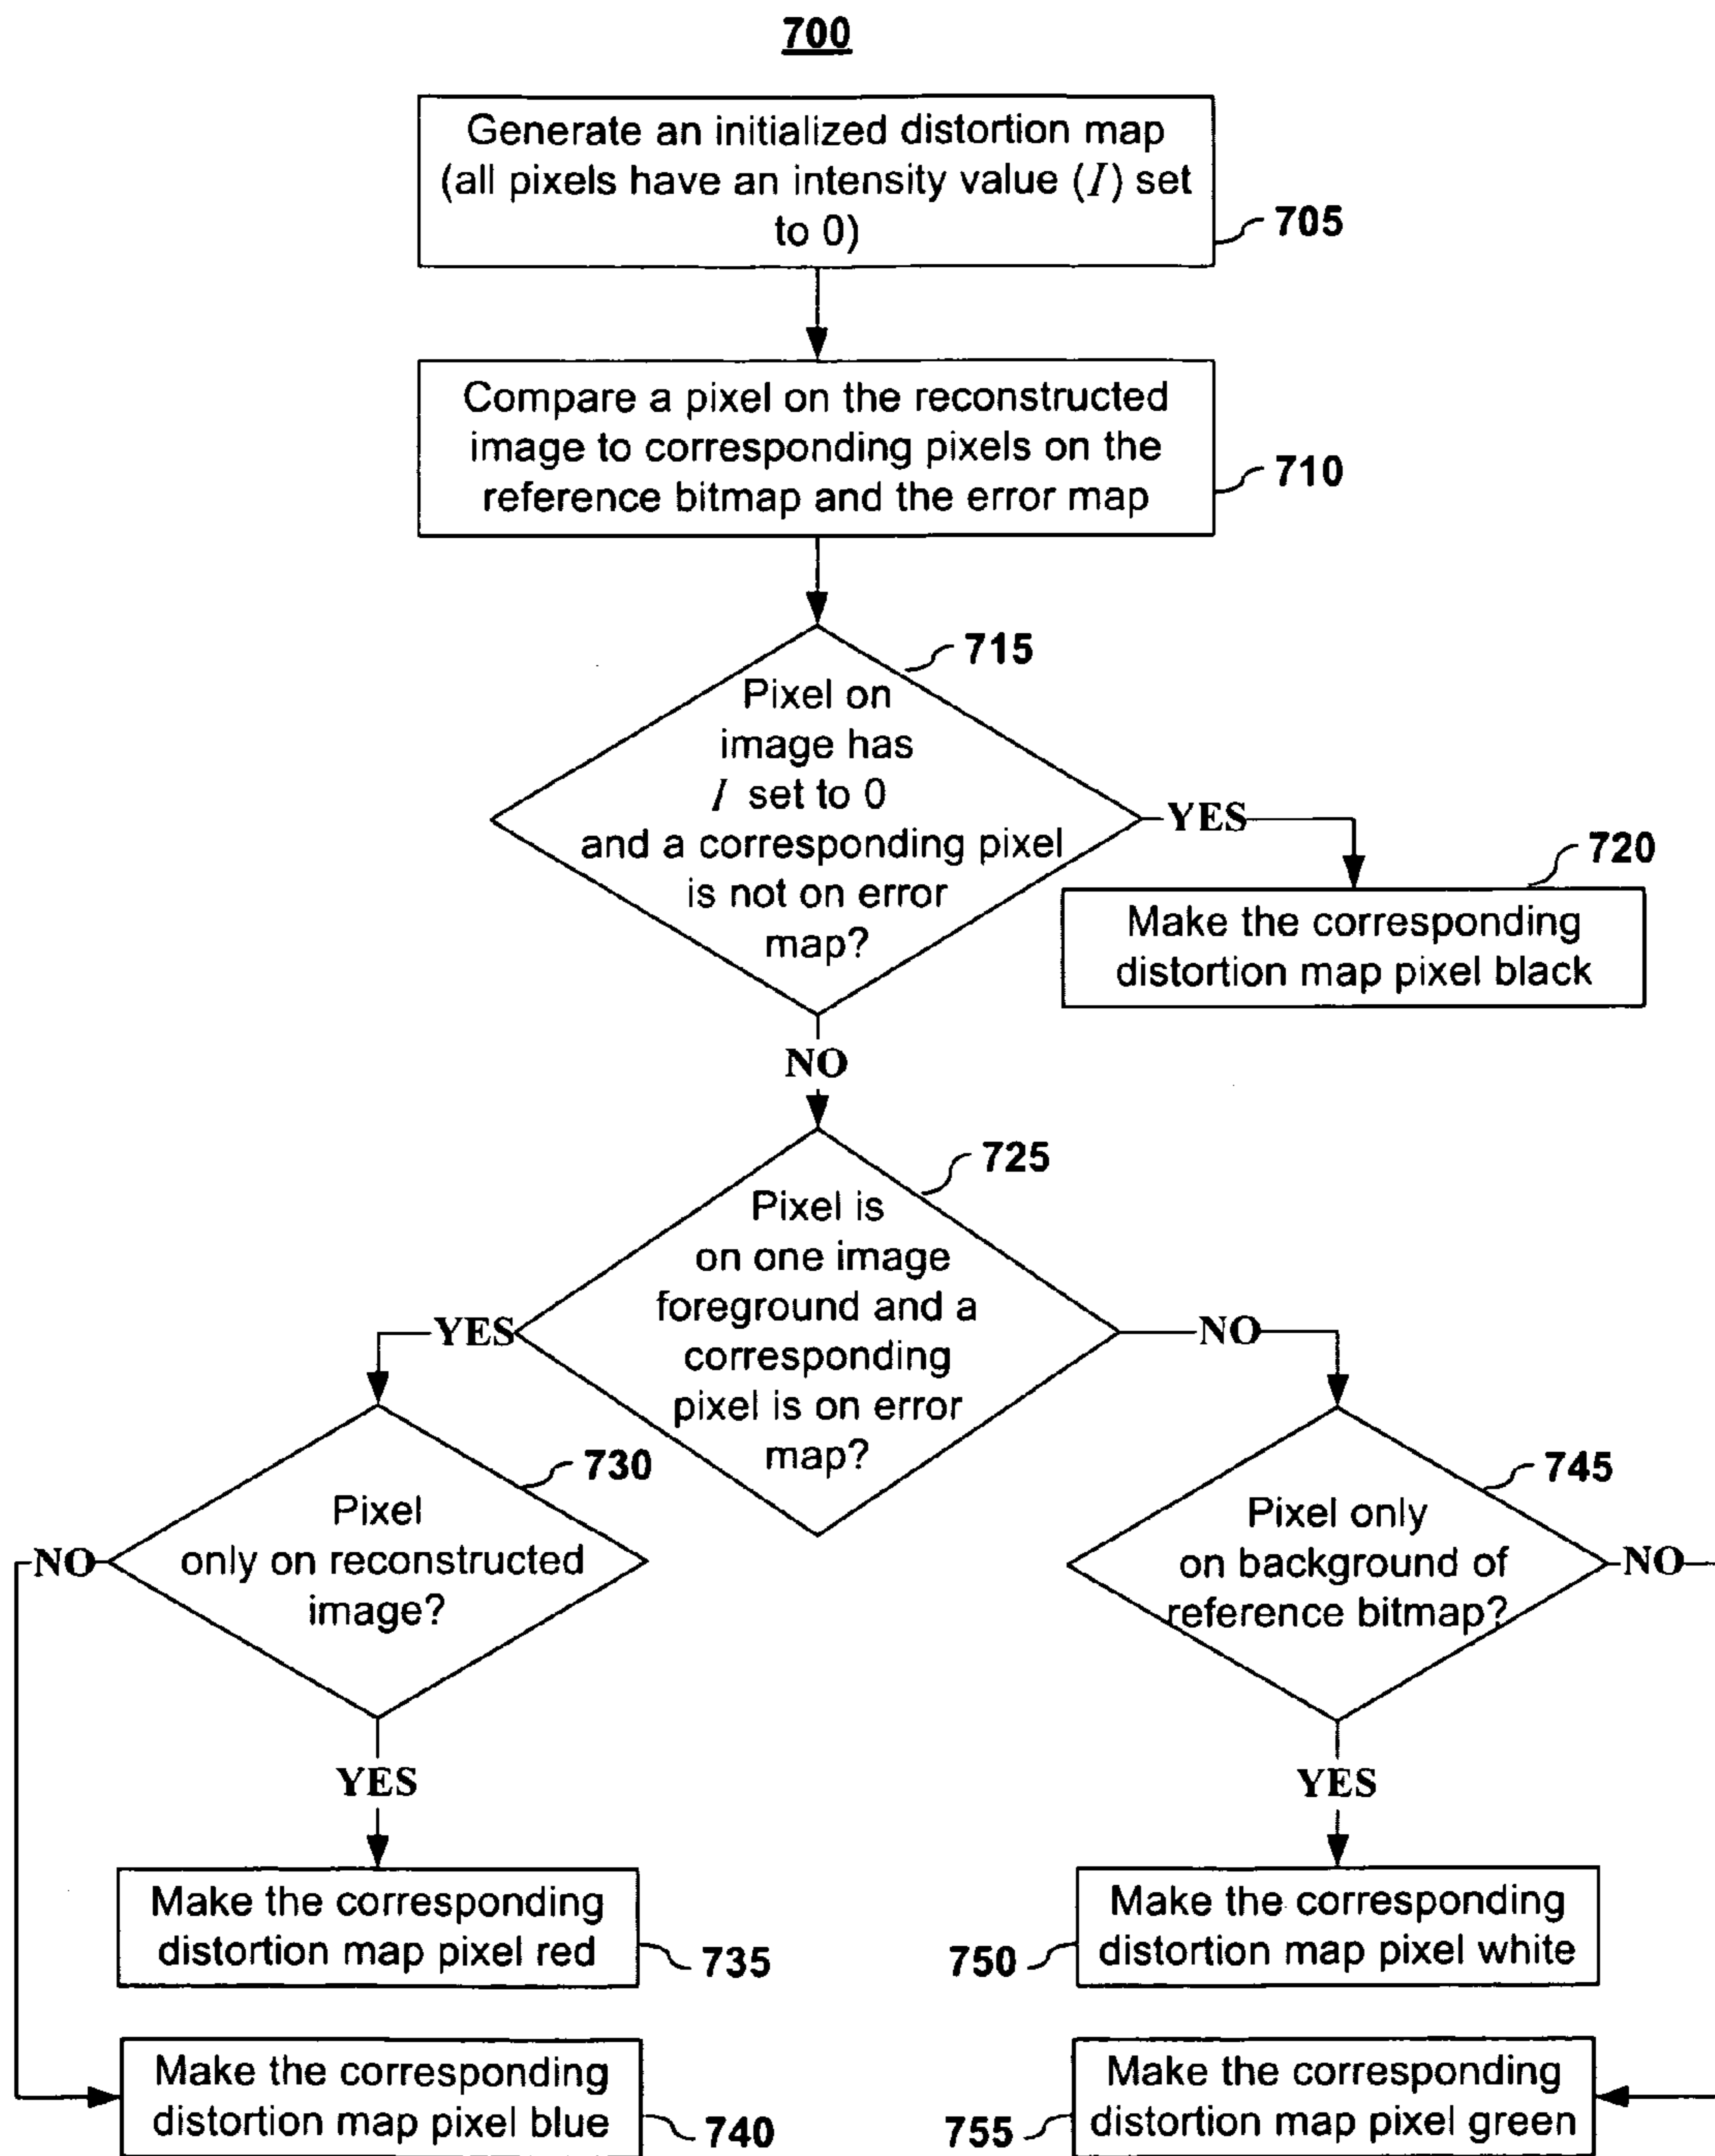 700
Generate an initialized distortion map
(all pixels have an intensity value (I) set
to 0)
705
Compare a pixel on the reconstructed
image to corresponding pixels on the
reference bitmap and the error map
710
715
Pixel on
image has
I set to 0
and a corresponding pixel
is not on error
map?
YES
720
Make the corresponding
distortion map pixel black
NO
725
Pixel is
on one image
foreground and a
corresponding
pixel is on error
map?
YES
NO
730
Pixel
only on reconstructed
image?
NO
745
Pixel only
on background of
reference bitmap?
NO
YES
YES
Make the corresponding
distortion map pixel red
735
750
Make the corresponding
distortion map pixel white
Make the corresponding
distortion map pixel blue
740
755
Make the corresponding
distortion map pixel green